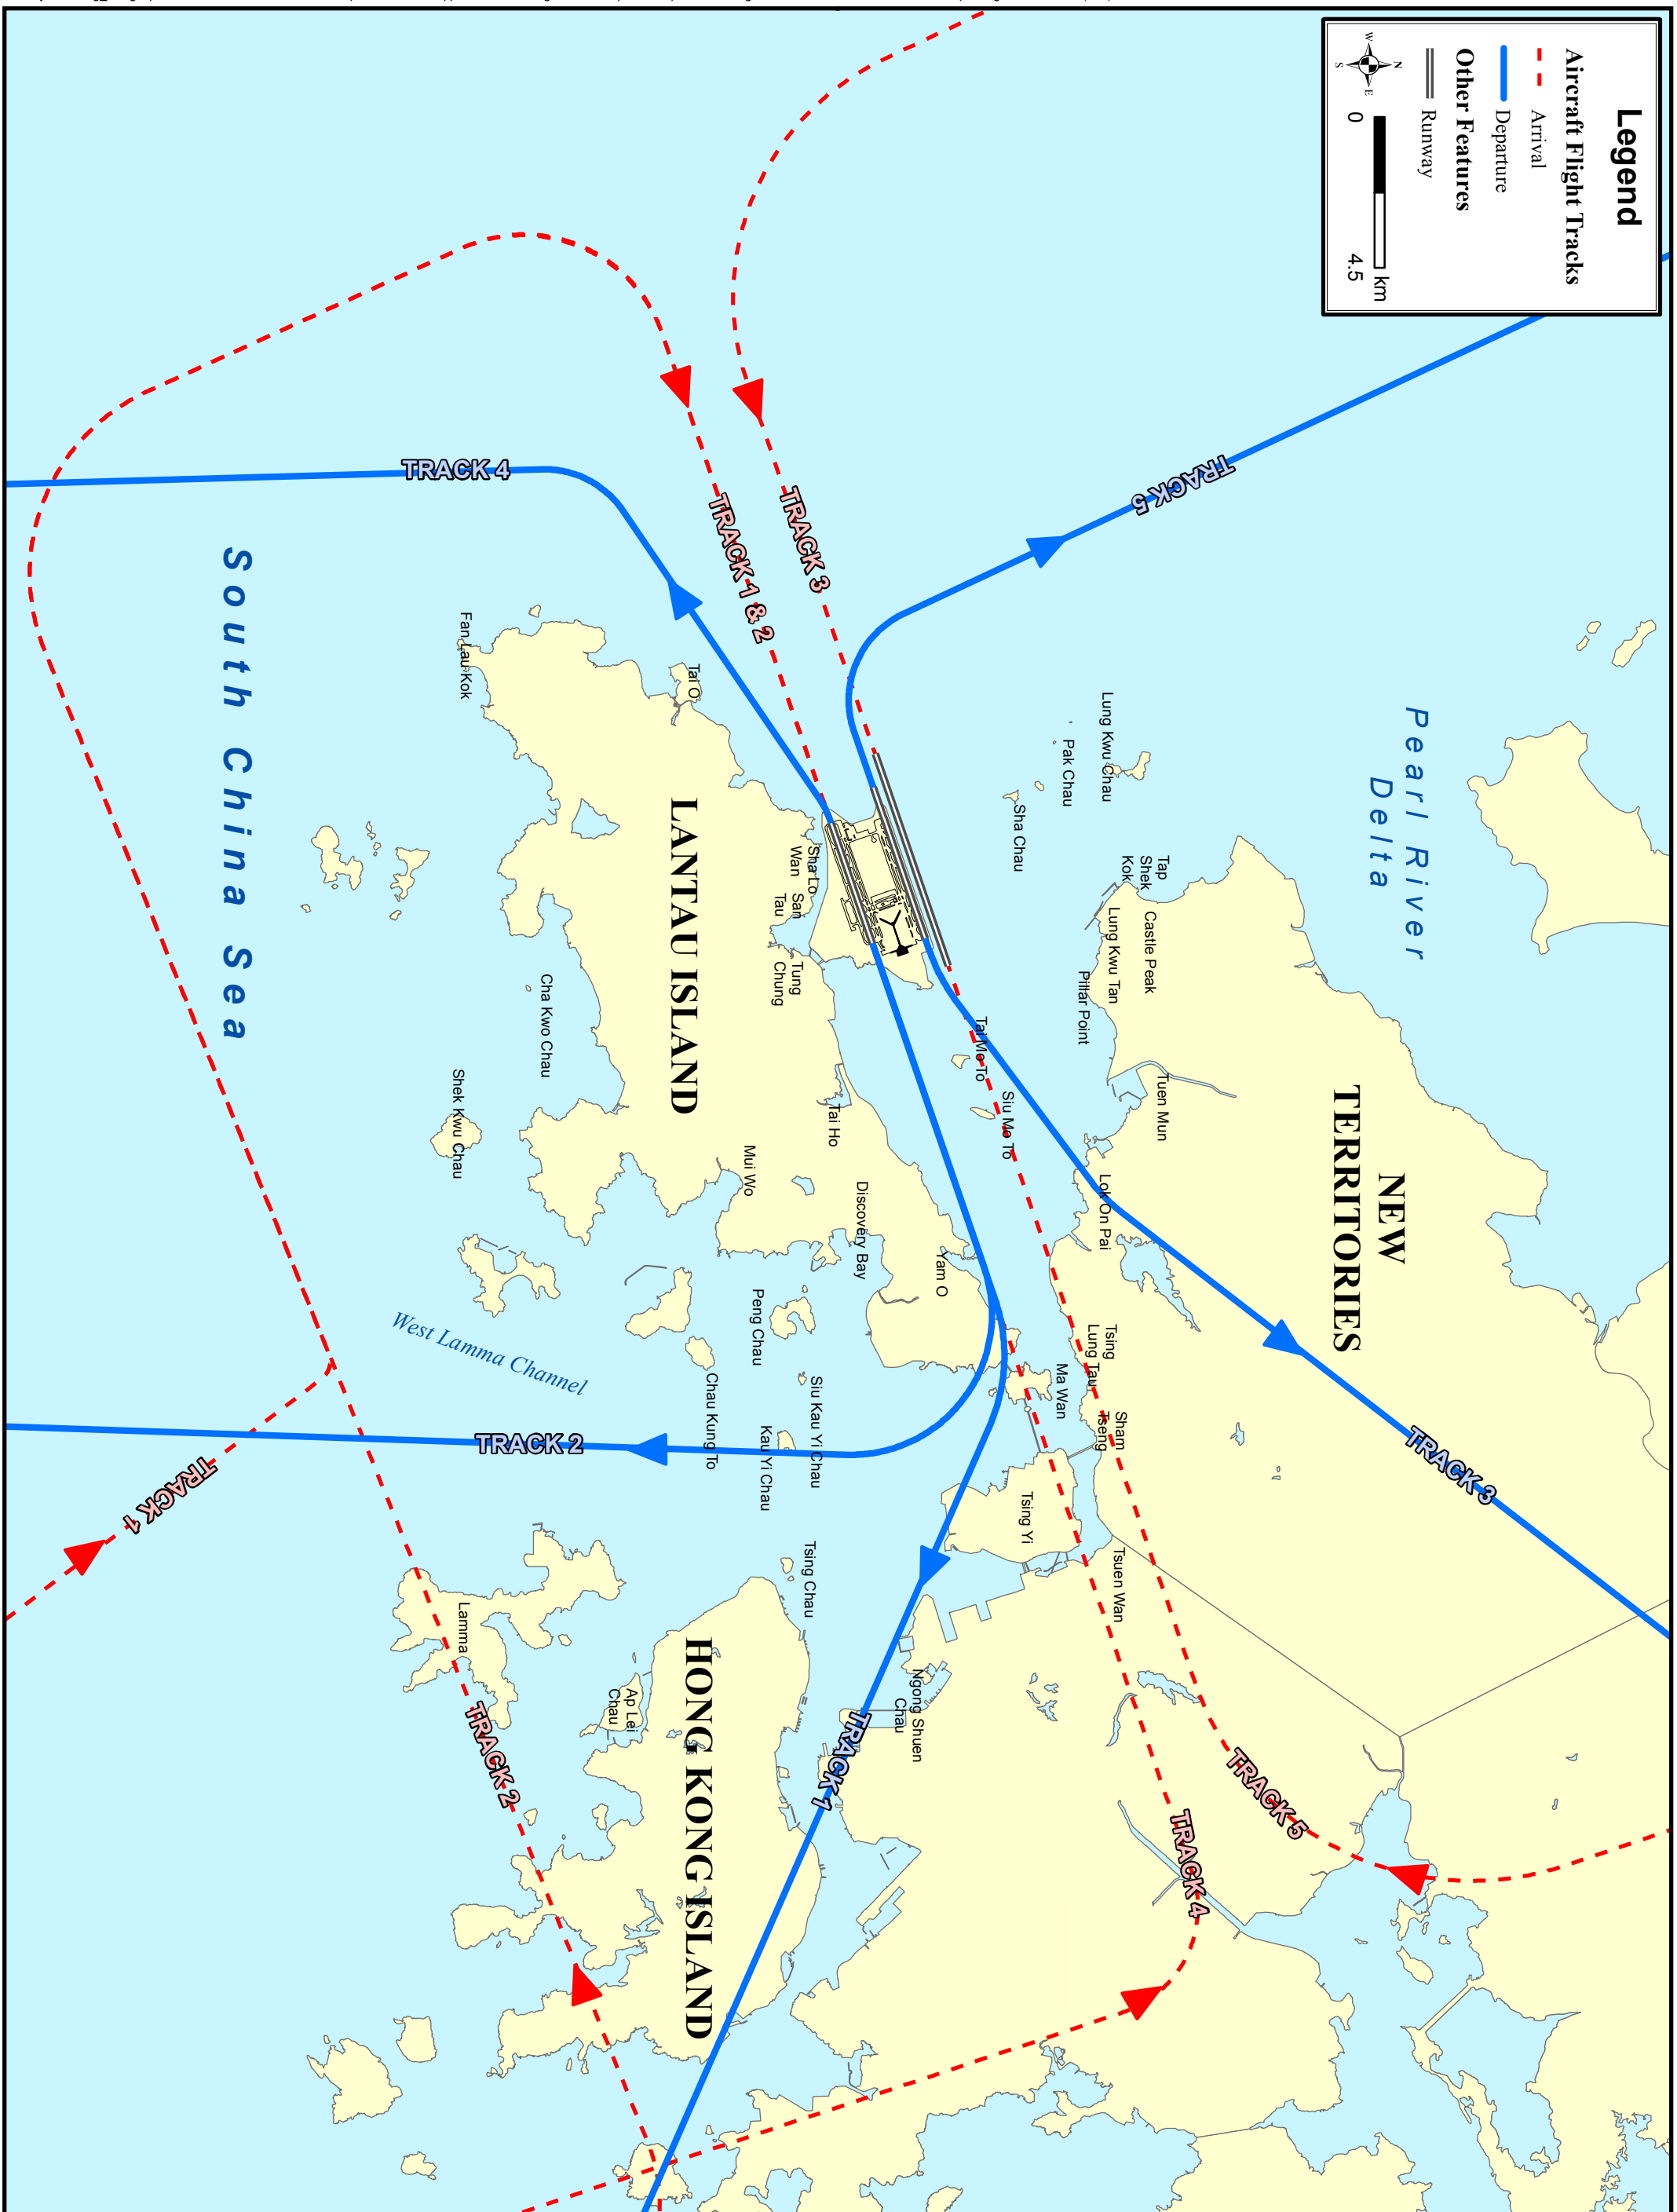 Legend
Aircraft Flight Tracks
Arrival
Departure
Other Features
Runway
N
W
E
S
km
0
4.5
Pearl River
Delta
NEW
TERRITORIES
TRACK 5
TRACK 3
TRACK 3
TRACK 1 & 2
TRACK 4
Lung Kwu Chau
Pak Chau
Sha Chau
Tap
Shek
Kok
Castle Peak
Lung Kwu Tan
Pillar Point
Tuen Mun
Lok On Pai
Tai Mo To
Siu Mo To
Tsing
Lung Tau
Sham
Tseng
Ma Wan
Tsing Yi
Tsuen Wan
TRACK 5
TRACK 4
Fan Lau Kok
Tai O
Sha Lo
Wan
San
Tau
Tung
Chung
LANTAU ISLAND
Tai Ho
Discovery Bay
Yam O
Mui Wo
Peng Chau
Siu Kau Yi Chau
Kau Yi Chau
Chau Kung To
Cha Kwo Chau
Shek Kwu Chau
South China Sea
West Lamma Channel
TRACK 2
TRACK 1
Tsing Chau
Ngong Shuen
Chau
TRACK 1
HONG KONG ISLAND
Ap Lei
Chau
Lamma
TRACK 2